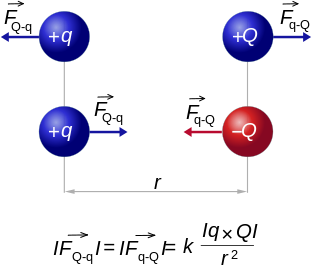 F Q-q +q +Q F q-Q
+q F Q-q F q-Q −Q
r
|F Q-q| = |F q-Q| = k |q×Q| / r²